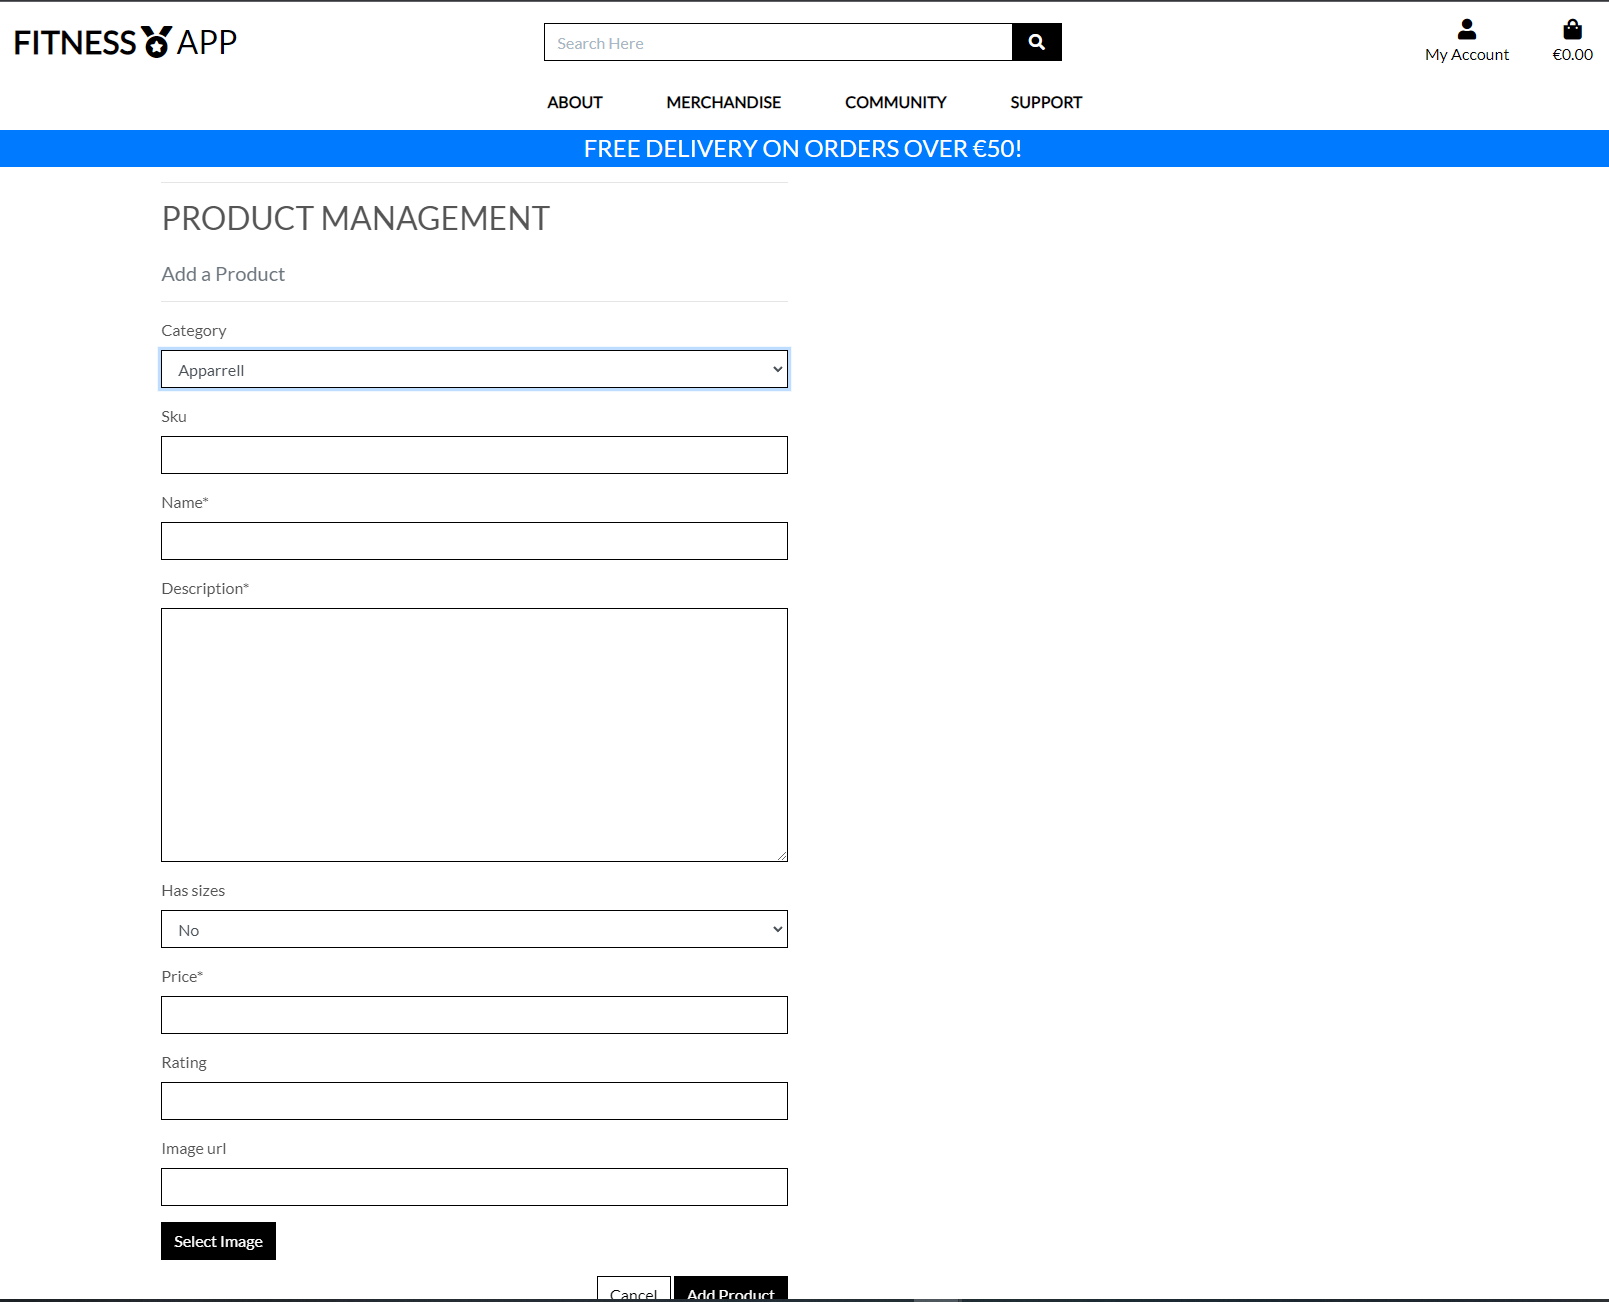 FITNESS APP
Search Here
My Account
€0.00
ABOUT MERCHANDISE COMMUNITY SUPPORT
FREE DELIVERY ON ORDERS OVER €50!
PRODUCT MANAGEMENT
Add a Product
Category
Apparrell
Sku
Name*
Description*
Has sizes
No
Price*
Rating
Image url
Select Image
Cancel Add Product